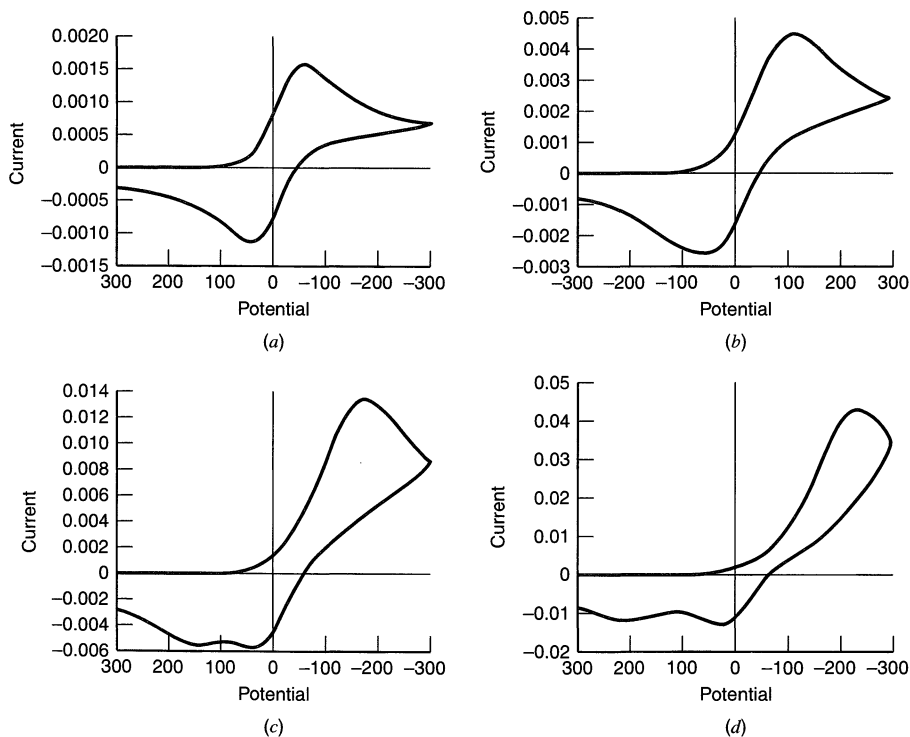 0.0020
0.0015
0.0010
0.0005
0
−0.0005
−0.0010
−0.0015
Current
300 200 100 0 −100 −200 −300
Potential
(a)
0.005
0.004
0.003
0.002
0.001
0
−0.001
−0.002
−0.003
Current
−300 −200 −100 0 100 200 300
Potential
(b)
0.014
0.012
0.010
0.008
0.006
0.004
0.002
0
−0.002
−0.004
−0.006
Current
300 200 100 0 −100 −200 −300
Potential
(c)
0.05
0.04
0.03
0.02
0.01
0
−0.01
−0.02
Current
300 200 100 0 −100 −200 −300
Potential
(d)